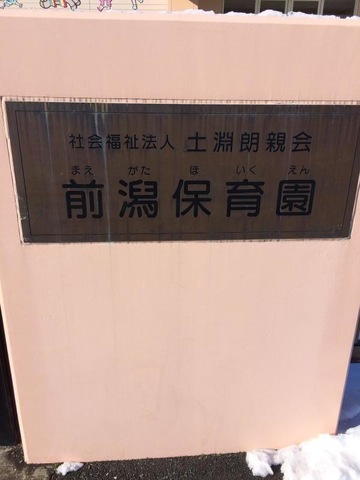 社会福祉法人 土淵朗親会
まえ がた ほ いく えん
前潟保育園